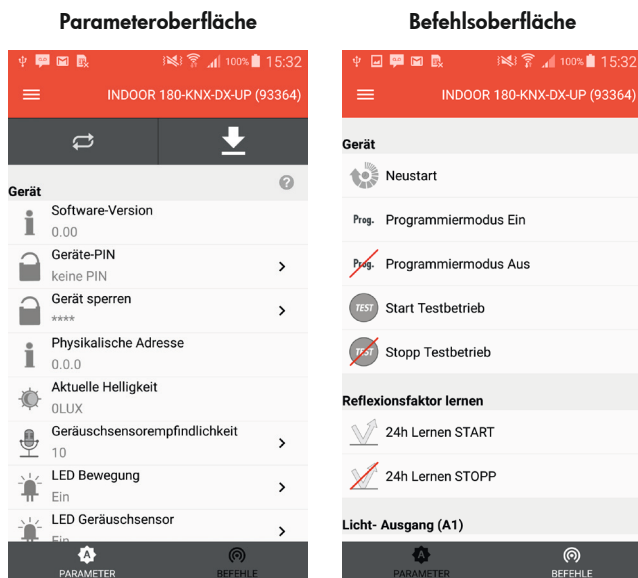 Parameteroberfläche
100% 15:32
INDOOR 180-KNX-DX-UP (93364)
Gerät
?
Software-Version
0.00
Geräte-PIN
keine PIN
Gerät sperren
****
Physikalische Adresse
0.0.0
Aktuelle Helligkeit
0LUX
Geräuschsensorempfindlichkeit
10
LED Bewegung
Ein
LED Geräuschsensor
Ein
A
PARAMETER
BEFEHLE
Befehlsoberfläche
100% 15:32
INDOOR 180-KNX-DX-UP (93364)
Gerät
Neustart
Prog. Programmiermodus Ein
Prog. Programmiermodus Aus
TEST Start Testbetrieb
TEST Stopp Testbetrieb
Reflexionsfaktor lernen
24h Lernen START
24h Lernen STOPP
Licht- Ausgang (A1)
A
PARAMETER
BEFEHLE